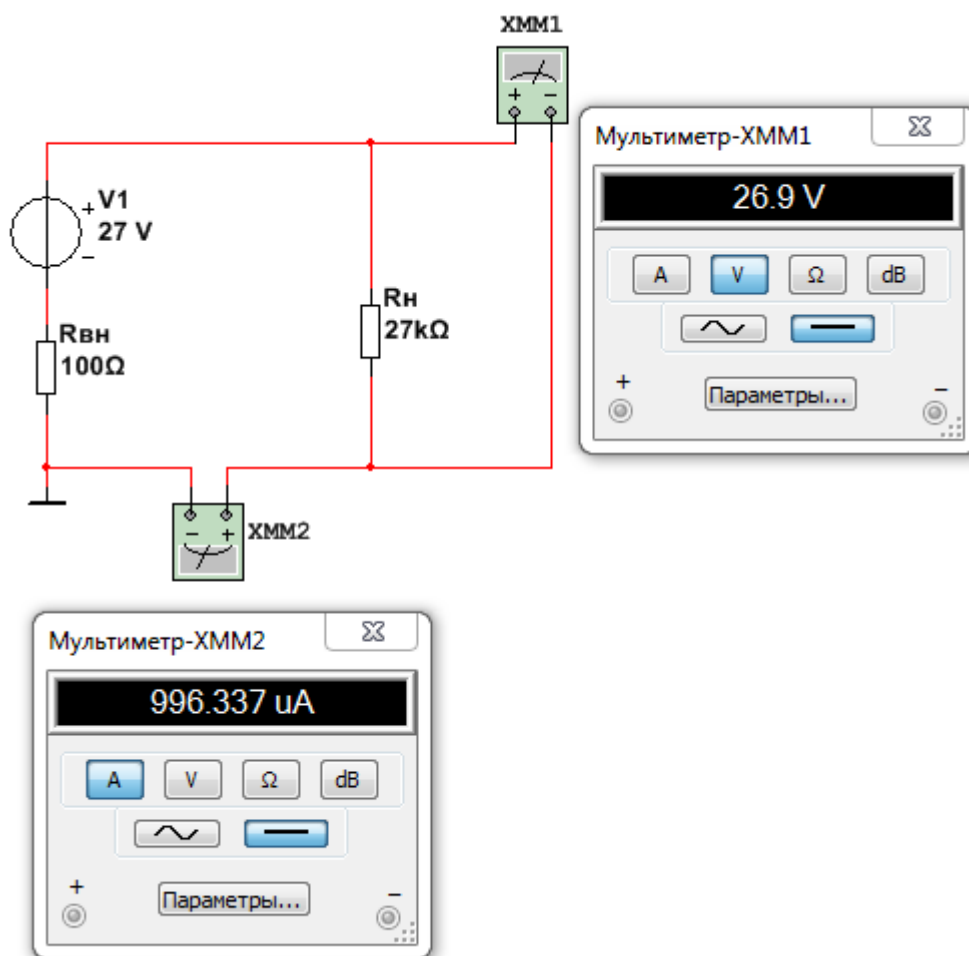 XMM1
+ −
Мультиметр-XMM1
26.9 V
A V Ω dB
+ −
Параметры...
V1
27 V
+
−
Rвн
100Ω
Rн
27kΩ
XMM2
− +
Мультиметр-XMM2
996.337 uA
A V Ω dB
+ −
Параметры...